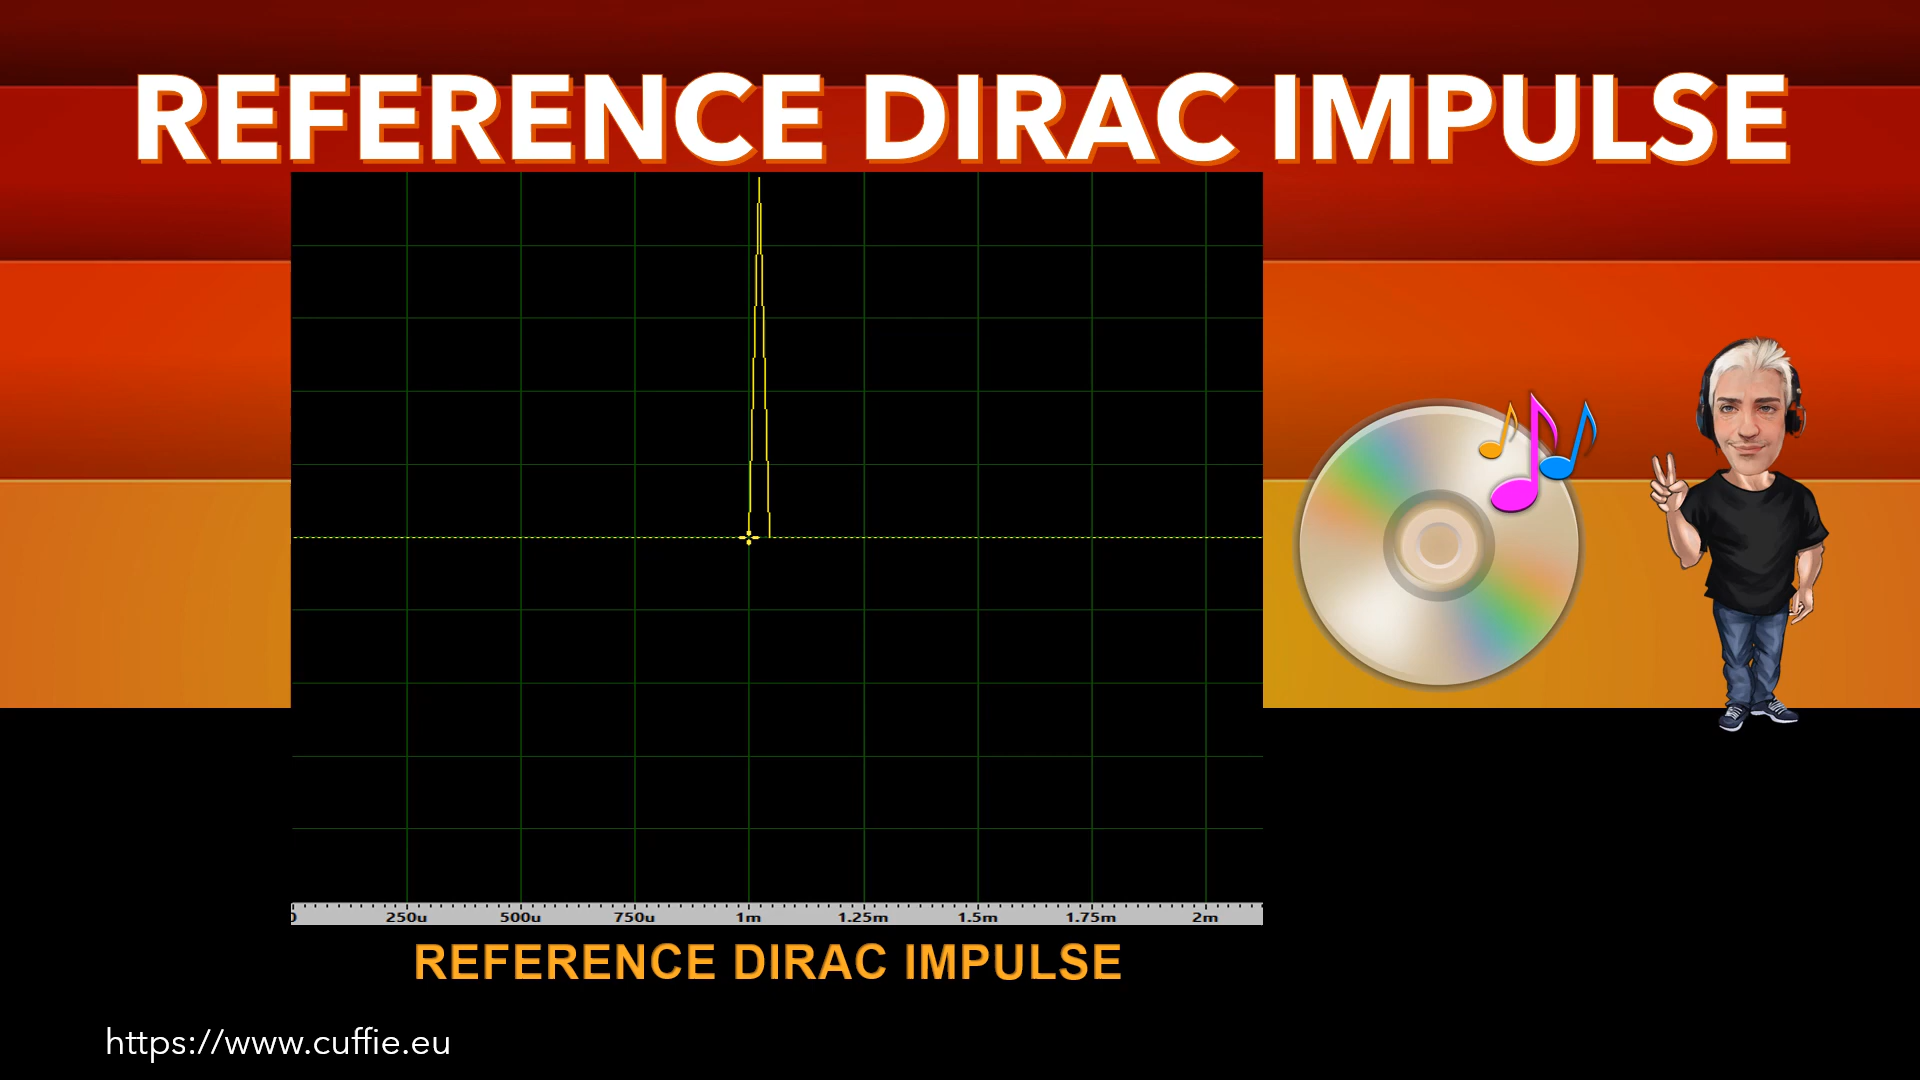 REFERENCE DIRAC IMPULSE
0 250u 500u 750u 1m 1.25m 1.5m 1.75m 2m
REFERENCE DIRAC IMPULSE
https://www.cuffie.eu